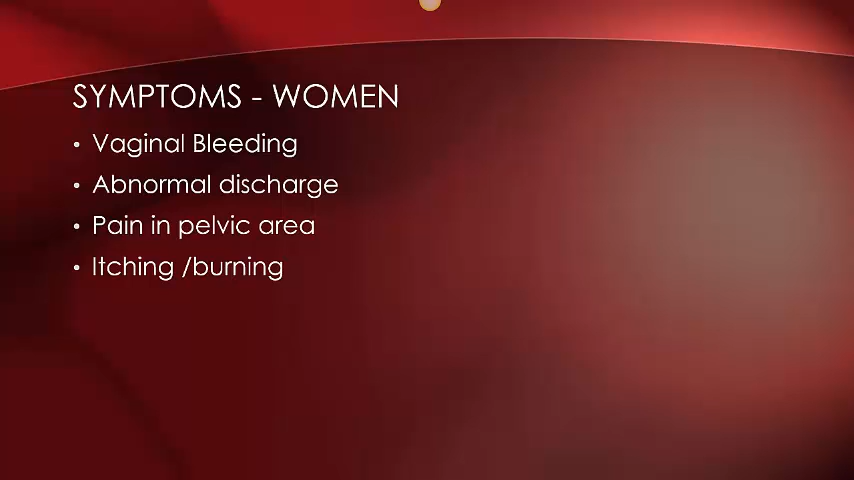 SYMPTOMS - WOMEN
• Vaginal Bleeding
• Abnormal discharge
• Pain in pelvic area
• Itching /burning